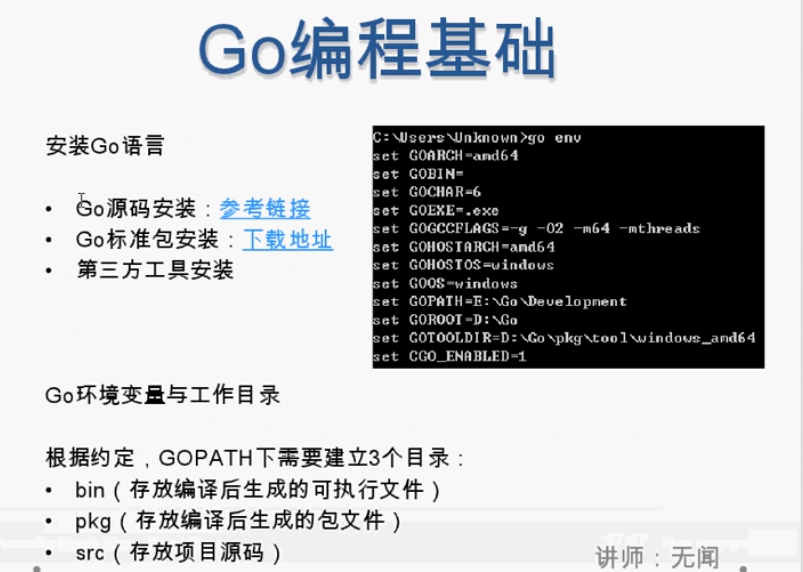 Go编程基础
安装Go语言
• Go源码安装：参考链接
• Go标准包安装：下载地址
• 第三方工具安装
C:\Users\Unknown>go env
set GOARCH=amd64
set GOBIN=
set GOCHAR=6
set GOEXE=.exe
set GOGCCFLAGS=-g -O2 -m64 -mthreads
set GOHOSTARCH=amd64
set GOHOSTOS=windows
set GOOS=windows
set GOPATH=E:\Go\Development
set GOROOT=D:\Go
set GOTOOLDIR=D:\Go\pkg\tool\windows_amd64
set CGO_ENABLED=1
Go环境变量与工作目录
根据约定，GOPATH下需要建立3个目录：
• bin（存放编译后生成的可执行文件）
• pkg（存放编译后生成的包文件）
• src（存放项目源码）
讲师：无闻